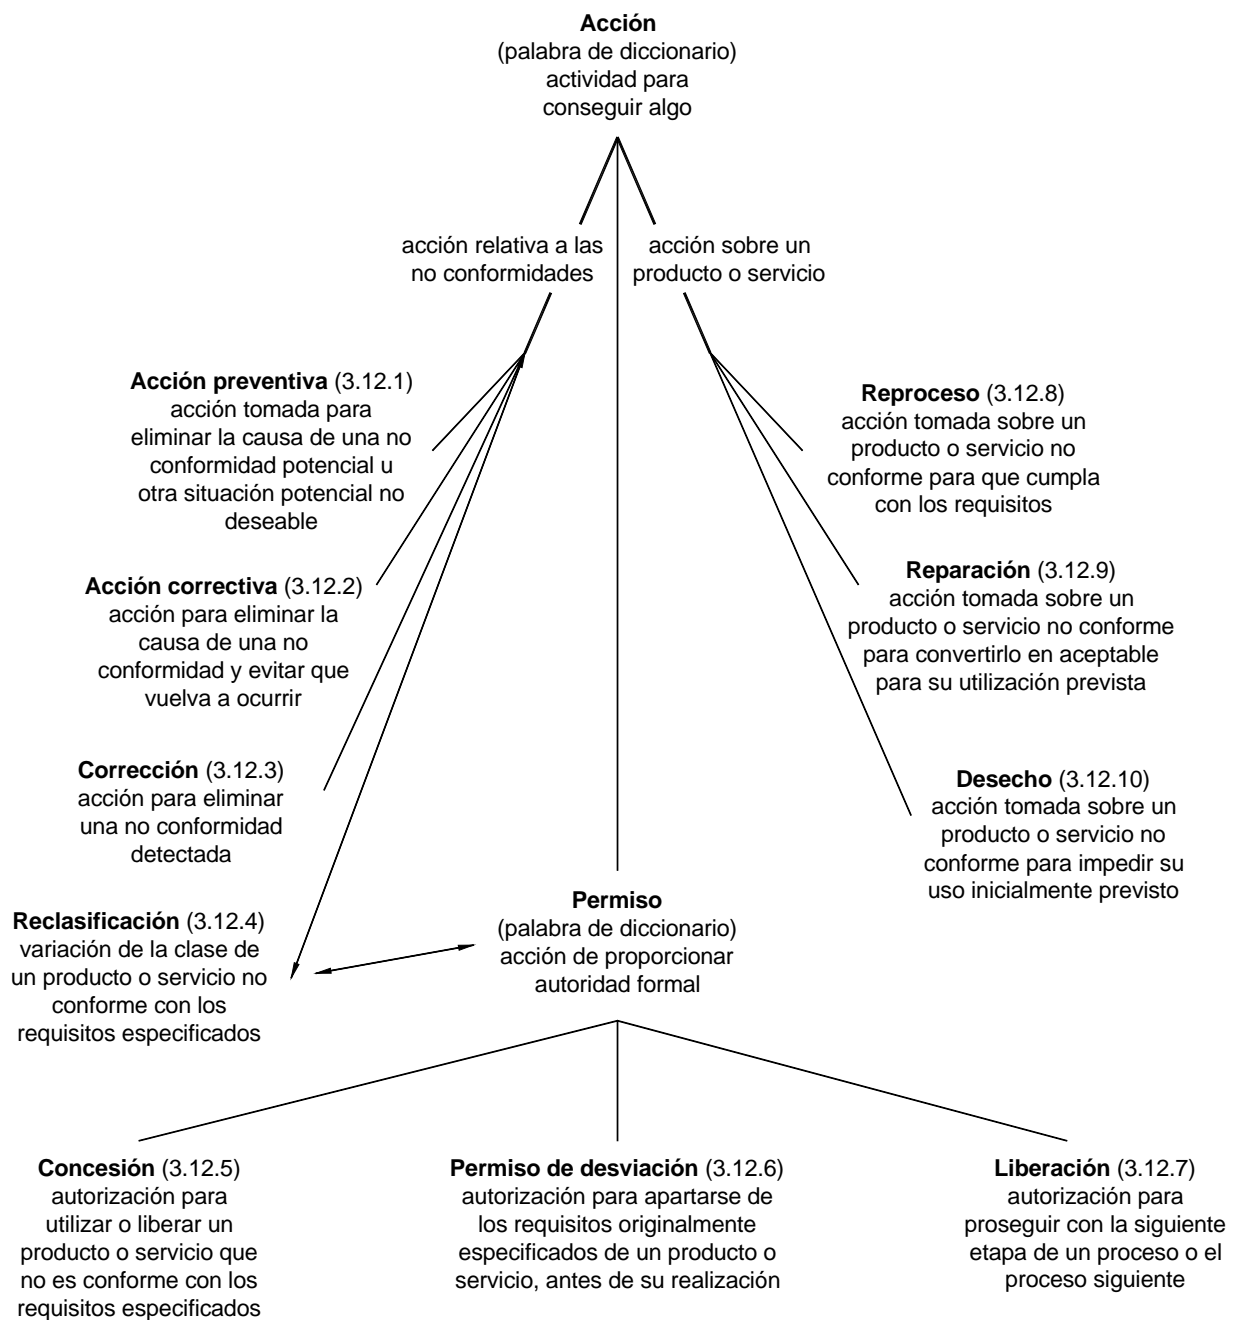 Acción
(palabra de diccionario)
actividad para
conseguir algo
acción relativa a las
no conformidades
acción sobre un
producto o servicio
Acción preventiva (3.12.1)
acción tomada para
eliminar la causa de una no
conformidad potencial u
otra situación potencial no
deseable
Reproceso (3.12.8)
acción tomada sobre un
producto o servicio no
conforme para que cumpla
con los requisitos
Acción correctiva (3.12.2)
acción para eliminar la
causa de una no
conformidad y evitar que
vuelva a ocurrir
Reparación (3.12.9)
acción tomada sobre un
producto o servicio no conforme
para convertirlo en aceptable
para su utilización prevista
Corrección (3.12.3)
acción para eliminar
una no conformidad
detectada
Desecho (3.12.10)
acción tomada sobre un
producto o servicio no
conforme para impedir su
uso inicialmente previsto
Reclasificación (3.12.4)
variación de la clase de
un producto o servicio no
conforme con los
requisitos especificados
Permiso
(palabra de diccionario)
acción de proporcionar
autoridad formal
Concesión (3.12.5)
autorización para
utilizar o liberar un
producto o servicio que
no es conforme con los
requisitos especificados
Permiso de desviación (3.12.6)
autorización para apartarse de
los requisitos originalmente
especificados de un producto o
servicio, antes de su realización
Liberación (3.12.7)
autorización para
proseguir con la siguiente
etapa de un proceso o el
proceso siguiente